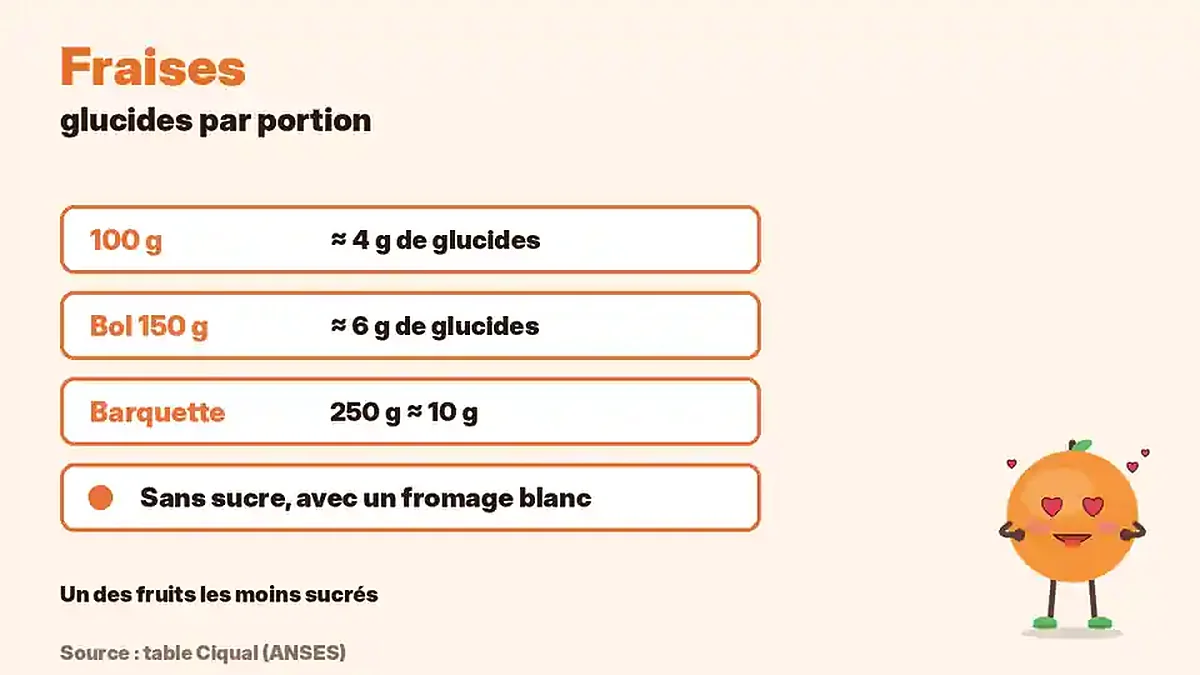 Fraises
glucides par portion
100 g ≈ 4 g de glucides
Bol 150 g ≈ 6 g de glucides
Barquette 250 g ≈ 10 g
Sans sucre, avec un fromage blanc
Un des fruits les moins sucrés
Source : table Ciqual (ANSES)